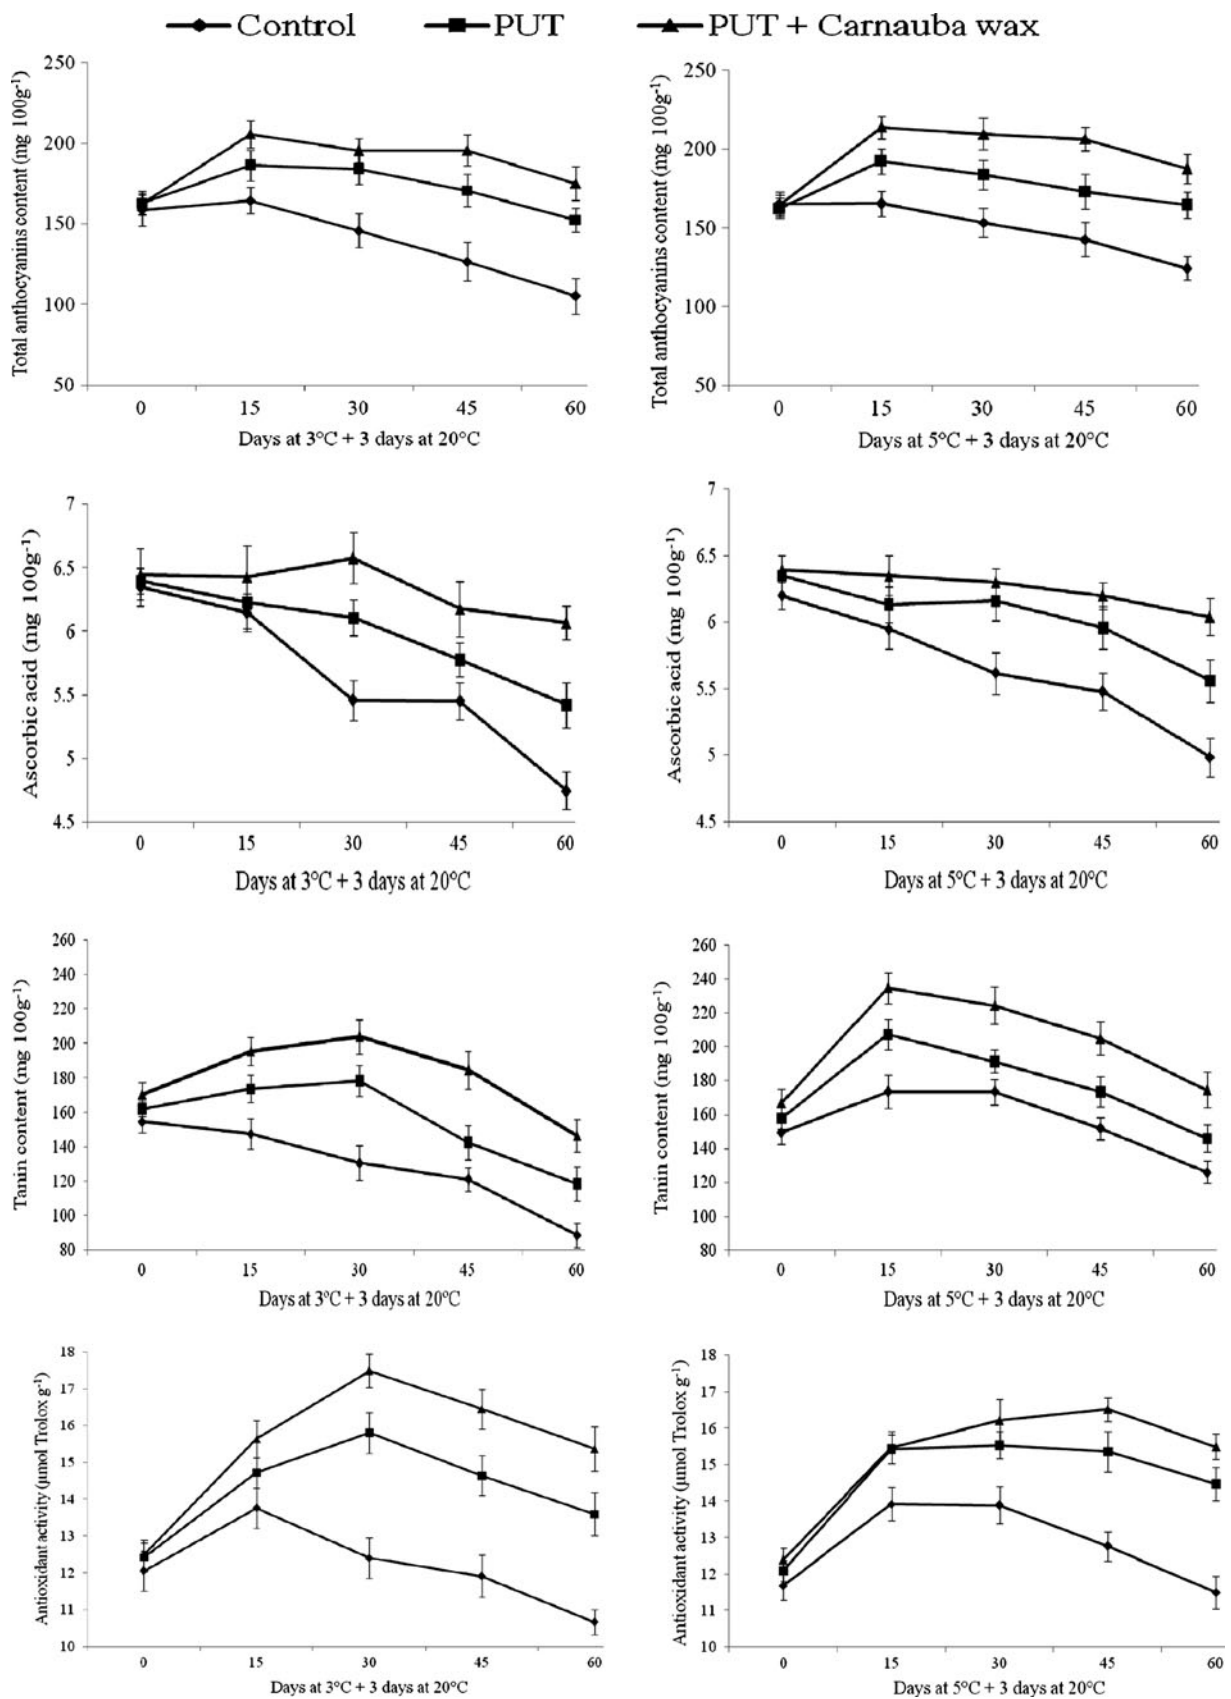 Control PUT PUT + Carnauba wax
Total anthocyanins content (mg 100g⁻¹)
250
200
150
100
50
0 15 30 45 60
Days at 3°C + 3 days at 20°C
Total anthocyanins content (mg 100g⁻¹)
250
200
150
100
50
0 15 30 45 60
Days at 5°C + 3 days at 20°C
Ascorbic acid (mg 100g⁻¹)
7
6.5
6
5.5
5
4.5
0 15 30 45 60
Days at 3°C + 3 days at 20°C
Ascorbic acid (mg 100g⁻¹)
7
6.5
6
5.5
5
4.5
0 15 30 45 60
Days at 5°C + 3 days at 20°C
Tanin content (mg 100g⁻¹)
260
240
220
200
180
160
140
120
100
80
0 15 30 45 60
Days at 3°C + 3 days at 20°C
Tanin content (mg 100g⁻¹)
260
240
220
200
180
160
140
120
100
80
0 15 30 45 60
Days at 5°C + 3 days at 20°C
Antioxidant activity (µmol Trolox g⁻¹)
18
17
16
15
14
13
12
11
10
0 15 30 45 60
Days at 3°C + 3 days at 20°C
Antioxidant activity (µmol Trolox g⁻¹)
18
17
16
15
14
13
12
11
10
0 15 30 45 60
Days at 5°C + 3 days at 20°C